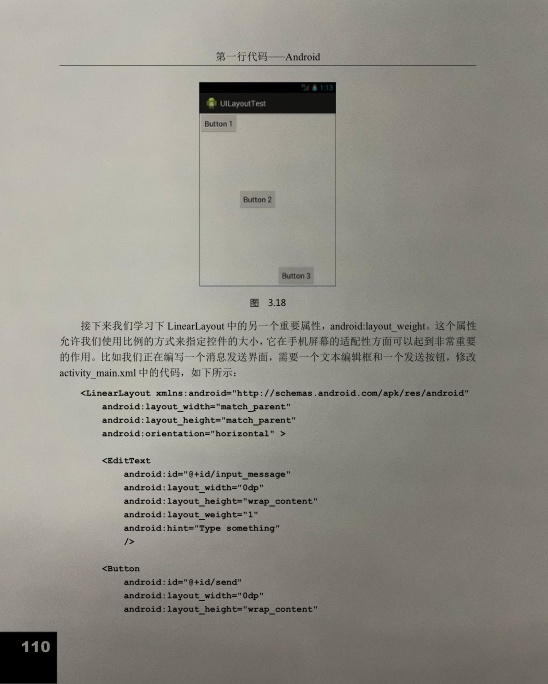 第一行代码——Android
1:13
UILayoutTest
Button 1
Button 2
Button 3
图 3.18
接下来我们学习下 LinearLayout 中的另一个重要属性，android:layout_weight。这个属性
允许我们使用比例的方式来指定控件的大小，它在手机屏幕的适配性方面可以起到非常重要
的作用。比如我们正在编写一个消息发送界面，需要一个文本编辑框和一个发送按钮，修改
activity_main.xml 中的代码，如下所示：
<LinearLayout xmlns:android="http://schemas.android.com/apk/res/android"
android:layout_width="match_parent"
android:layout_height="match_parent"
android:orientation="horizontal" >
<EditText
android:id="@+id/input_message"
android:layout_width="0dp"
android:layout_height="wrap_content"
android:layout_weight="1"
android:hint="Type something"
/>
<Button
android:id="@+id/send"
android:layout_width="0dp"
android:layout_height="wrap_content"
110